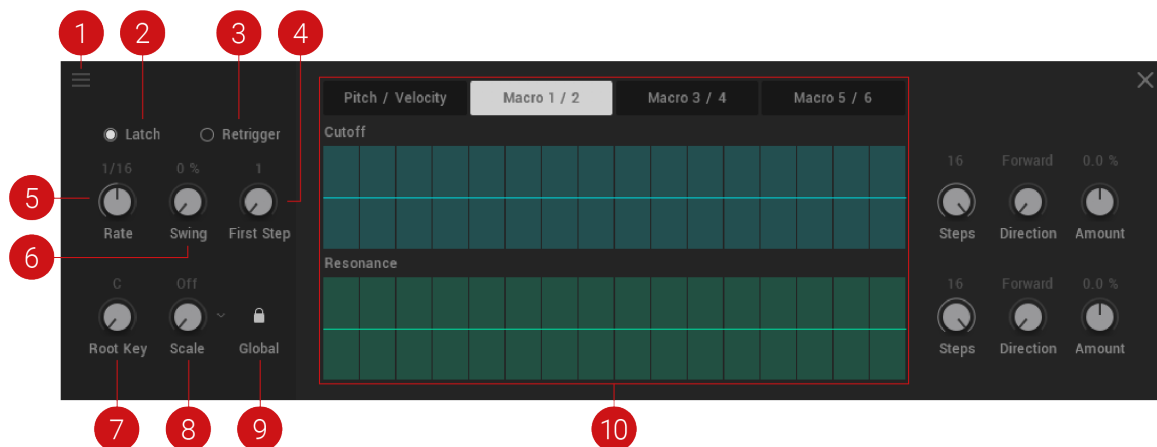 1 2 3 4
Pitch / Velocity Macro 1 / 2 Macro 3 / 4 Macro 5 / 6
Latch Retrigger
Cutoff
1/16 0 % 1
16 Forward 0.0 %
5
Rate Swing First Step
Steps Direction Amount
6
Resonance
C Off
16 Forward 0.0 %
Root Key Scale Global
Steps Direction Amount
7 8 9 10